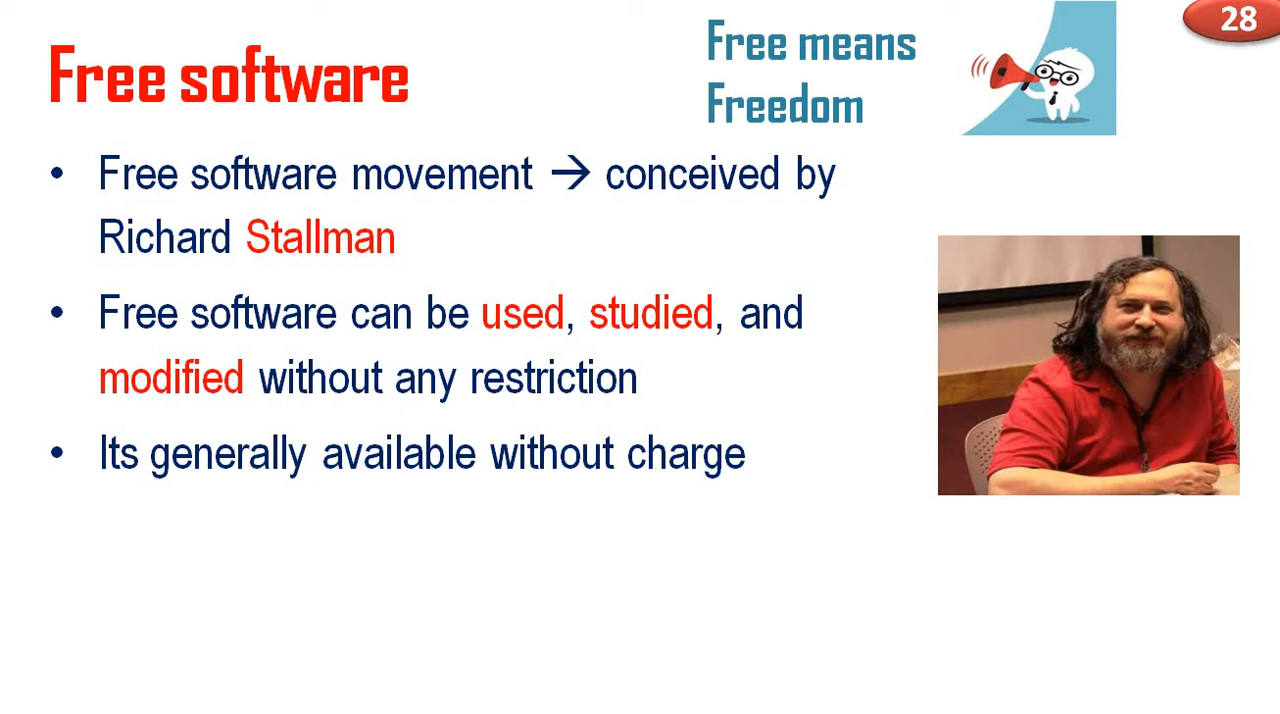 Free software
Free means
Freedom
28
• Free software movement → conceived by
Richard Stallman
• Free software can be used, studied, and
modified without any restriction
• Its generally available without charge